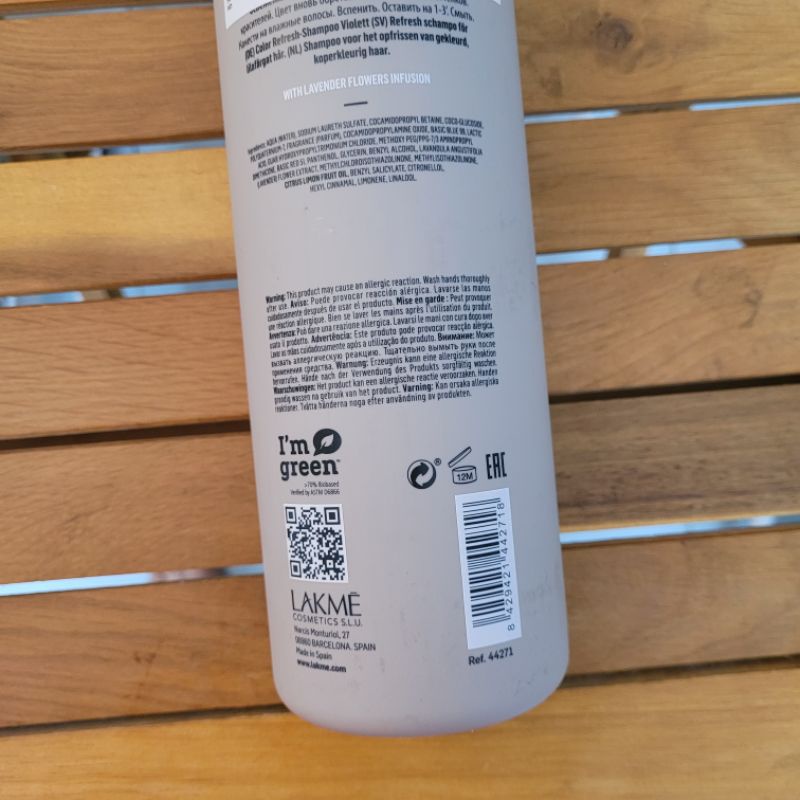 красителей. Цвет вновь
Нанести на влажные волосы. Вспенить. Оставить на 1-3'. Смыть.
(DE) Color Refresh-Shampoo Violett (SV) Refresh schampo för
lilafärgat hår. (NL) Shampoo voor het opfrissen van gekleurd,
koperkleurig haar.
WITH LAVENDER FLOWERS INFUSION
Ingredients: AQUA (WATER), SODIUM LAURETH SULFATE, COCAMIDOPROPYL BETAINE, COCO-GLUCOSIDE,
POLYQUATERNIUM-7, FRAGRANCE (PARFUM), COCAMIDOPROPYLAMINE OXIDE, BASIC BLUE 99, LACTIC
ACID, GUAR HYDROXYPROPYLTRIMONIUM CHLORIDE, METHOXY PEG/PPG-7/3 AMINOPROPYL
DIMETHICONE, BASIC RED 51, PANTHENOL, GLYCERIN, BENZYL ALCOHOL, LAVANDULA ANGUSTIFOLIA
(LAVENDER) FLOWER EXTRACT, METHYLCHLOROISOTHIAZOLINONE, METHYLISOTHIAZOLINONE,
CITRUS LIMON FRUIT OIL, BENZYL SALICYLATE, CITRONELLOL,
HEXYL CINNAMAL, LIMONENE, LINALOOL.
Warning: This product may cause an allergic reaction. Wash hands thoroughly
after use. Aviso: Puede provocar reacción alérgica. Lavarse las manos
cuidadosamente después de usar el producto. Mise en garde : Peut provoquer
une réaction allergique. Bien se laver les mains après l'utilisation du produit.
Avvertenza: Può dare una reazione allergica. Lavarsi le mani con cura dopo aver
usato il prodotto. Advertência: Este produto pode provocar reacção alérgica.
Lavar as mãos cuidadosamente após a utilização do produto. Внимание: Может
вызвать аллергическую реакцию. Тщательно вымыть руки после
применения средства. Warnung: Erzeugnis kann eine allergische Reaktion
hervorrufen. Hände nach der Verwendung des Produkts sorgfältig waschen.
Waarschuwingen: Het product kan een allergische reactie veroorzaken. Handen
grondig wassen na gebruik van het product. Varning: Kan orsaka allergiska
reaktioner. Tvätta händerna noga efter användning av produkten.
I'm
green™
>70% Biobased
Verified by ASTM D6866
® 12M EAC
8 429421 442718
LAKMĒ
COSMETICS S.L.U.
Narcís Monturiol, 27
08960 BARCELONA. SPAIN
Made in Spain
www.lakme.com
Ref. 44271